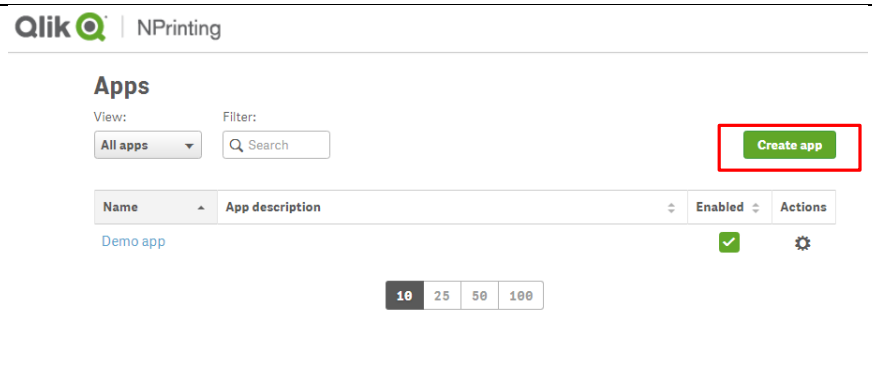 Qlik Q NPrinting
Apps
View: Filter:
All apps Search
Create app
Name App description Enabled Actions
Demo app
10 25 50 100